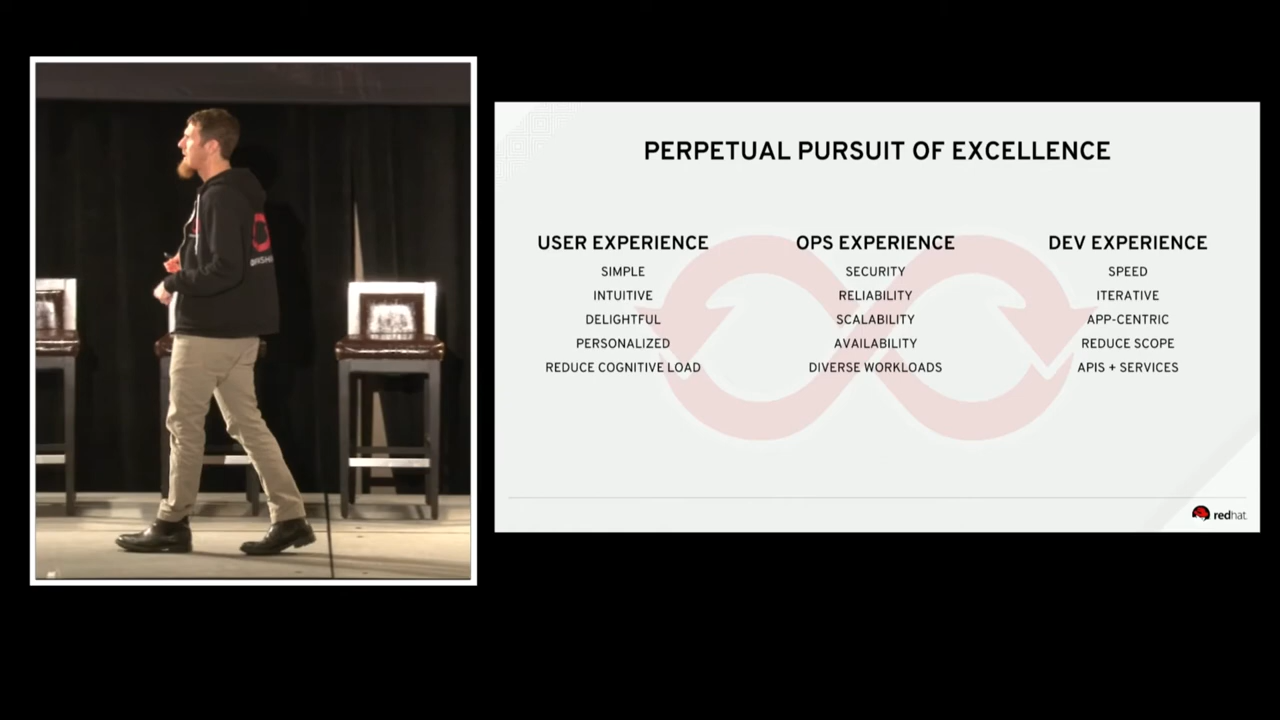 PERPETUAL PURSUIT OF EXCELLENCE
USER EXPERIENCE
SIMPLE
INTUITIVE
DELIGHTFUL
PERSONALIZED
REDUCE COGNITIVE LOAD
OPS EXPERIENCE
SECURITY
RELIABILITY
SCALABILITY
AVAILABILITY
DIVERSE WORKLOADS
DEV EXPERIENCE
SPEED
ITERATIVE
APP-CENTRIC
REDUCE SCOPE
APIS + SERVICES
redhat.